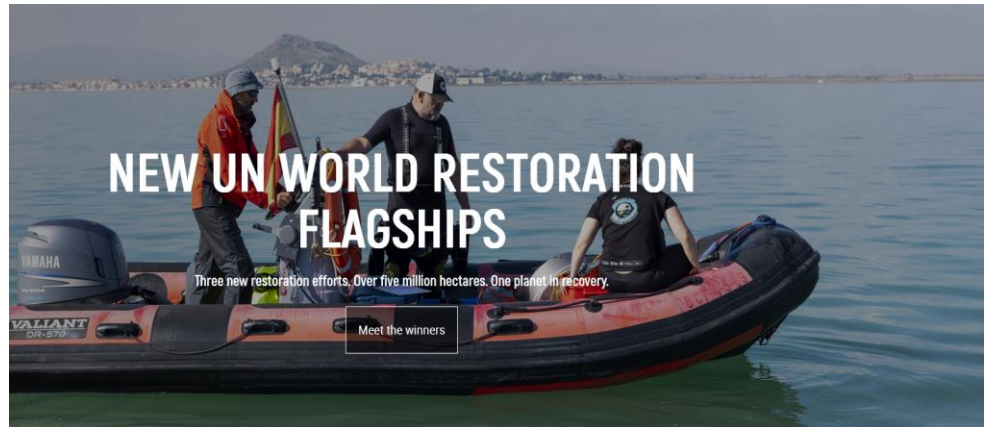 NEW UN WORLD RESTORATION
FLAGSHIPS
Three new restoration efforts. Over five million hectares. One planet in recovery.
Meet the winners
YAMAHA
VALIANT
DR-570